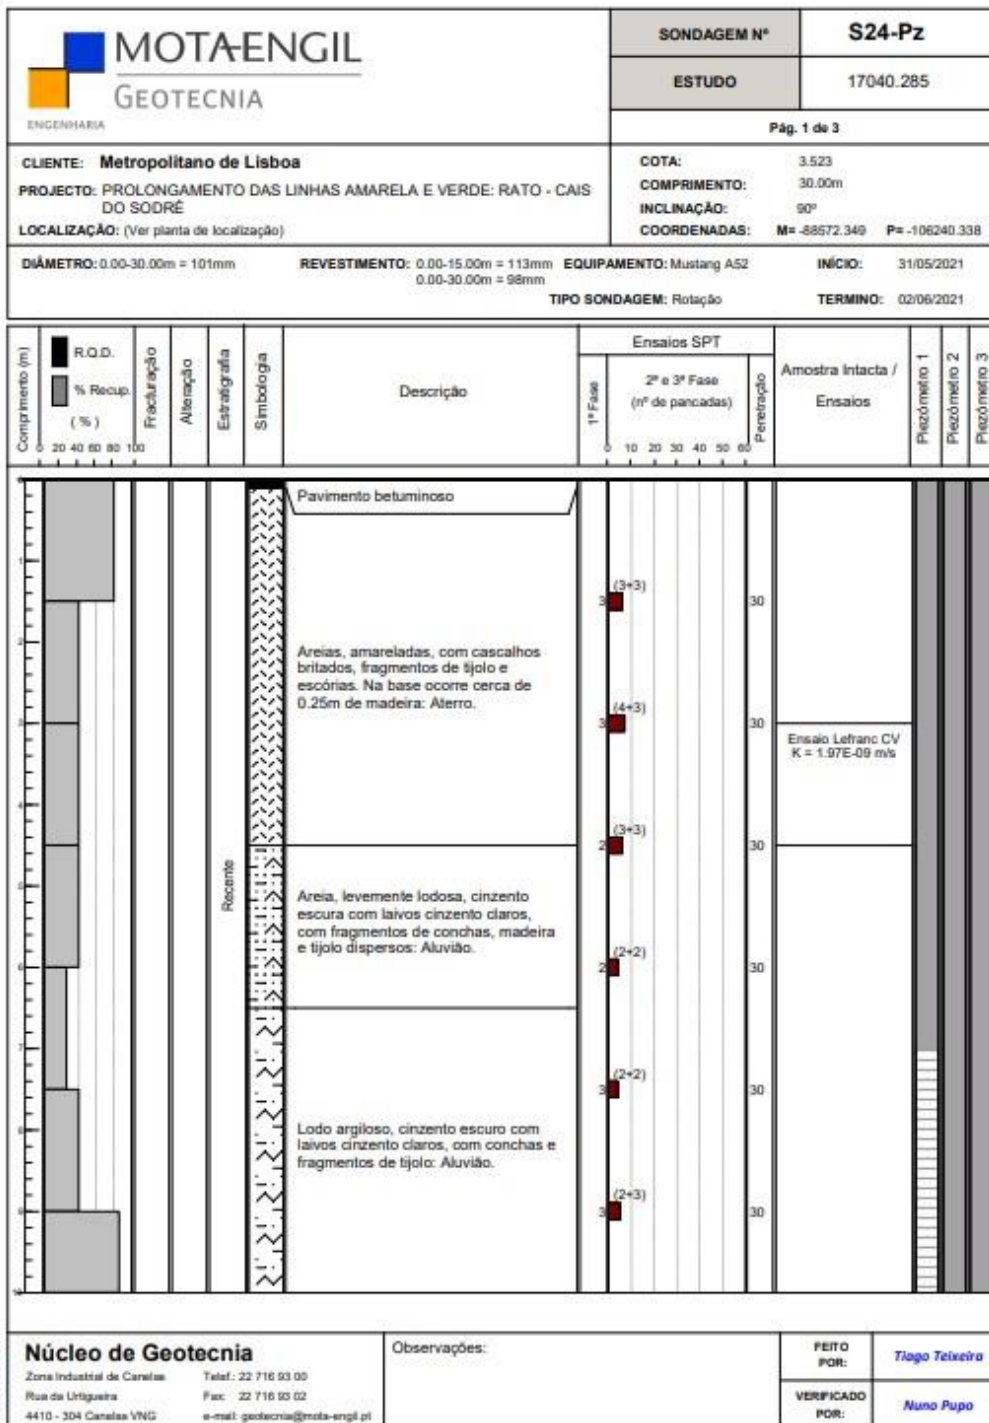 MOTA-ENGIL
GEOTECNIA
ENGENHARIA
SONDAGEM Nº S24-Pz
ESTUDO 17040.285
Pág. 1 de 3
CLIENTE: Metropolitano de Lisboa
PROJECTO: PROLONGAMENTO DAS LINHAS AMARELA E VERDE: RATO - CAIS
DO SODRÉ
LOCALIZAÇÃO: (Ver planta de localização)
COTA: 3.523
COMPRIMENTO: 30.00m
INCLINAÇÃO: 90º
COORDENADAS: M= -88572.349 P= -106240.338
DIÂMETRO: 0.00-30.00m = 101mm
REVESTIMENTO: 0.00-15.00m = 113mm
0.00-30.00m = 98mm
EQUIPAMENTO: Mustang A52
TIPO SONDAGEM: Rotação
INÍCIO: 31/05/2021
TERMINO: 02/06/2021
Comprimento (m)
R.Q.D.
% Recup.
( % )
0 20 40 60 80 100
Fracturação
Alteração
Estratigrafia
Simbologia
Descrição
Ensaios SPT
1ª Fase
2ª e 3ª Fase
(nº de pancadas)
0 10 20 30 40 50 60
Penetração
Amostra Intacta /
Ensaios
Piezómetro 1
Piezómetro 2
Piezómetro 3
0
Pavimento betuminoso
1
(3+3)
3 30
2
Areias, amareladas, com cascalhos
britados, fragmentos de tijolo e
escórias. Na base ocorre cerca de
0.25m de madeira: Aterro.
(4+3)
3 3 30
Ensaio Lefranc CV
K = 1.97E-09 m/s
4
(3+3)
2 30
Recente
5
Areia, levemente lodosa, cinzento
escura com laivos cinzento claros,
com fragmentos de conchas, madeira
e tijolo dispersos: Aluvião.
(2+2)
6 2 30
7
(2+2)
3 30
8
Lodo argiloso, cinzento escuro com
laivos cinzento claros, com conchas e
fragmentos de tijolo: Aluvião.
(2+3)
9 3 30
10
Núcleo de Geotecnia
Zona Industrial de Canelas Telef.: 22 716 93 00
Rua da Urtigueira Fax: 22 716 93 02
4410 - 304 Canelas VNG e-mail: geotecnia@mota-engil.pt
Observações:
FEITO
POR:
Tiago Teixeira
VERIFICADO
POR:
Nuno Pupo